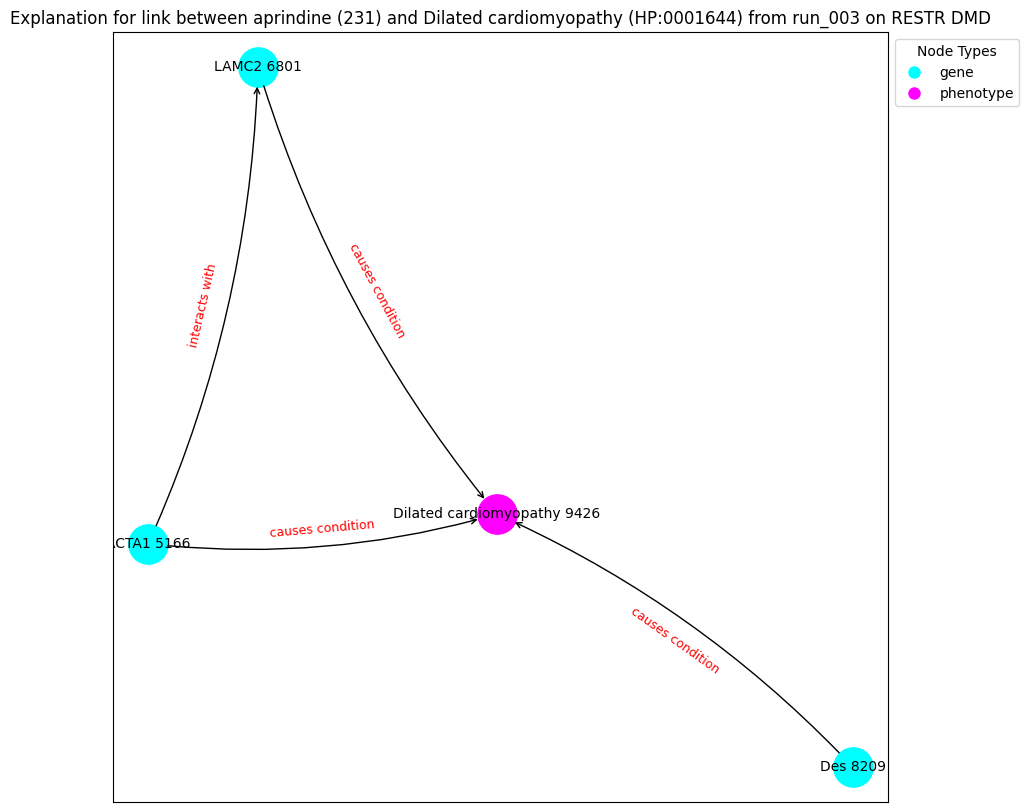 Explanation for link between aprindine (231) and Dilated cardiomyopathy (HP:0001644) from run_003 on RESTR DMD
Node Types
gene
phenotype
LAMC2 6801
interacts with
causes condition
Dilated cardiomyopathy 9426
causes condition
ACTA1 5166
causes condition
Des 8209